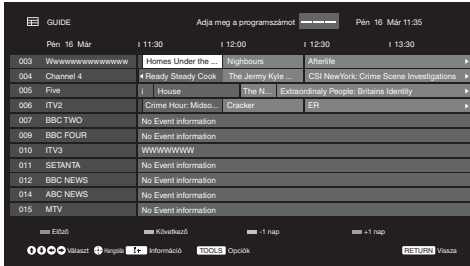 GUIDE Adja meg a programszámot Pén 16 Már 11:35
Pén 16 Már 11:30 12:00 12:30 13:30
003 Wwwwwwwwwwwwww Homes Under the ... Nighbours Afterlife
004 Channel 4 Ready Steady Cook The Jermy Kyle ... CSI NewYork: Crime Scene Investigations
005 Five i House The N... Extraordinaly People: Britains Identity
006 ITV2 Crime Hour: Midso... Cracker ER
007 BBC TWO No Event information
009 BBC FOUR No Event information
010 ITV3 WWWWWWW
011 SETANTA No Event information
012 BBC NEWS No Event information
014 ABC NEWS No Event information
015 MTV No Event information
Előző Következő -1 nap +1 nap
Választ Hangolás i+ Információ TOOLS Opciók RETURN Vissza